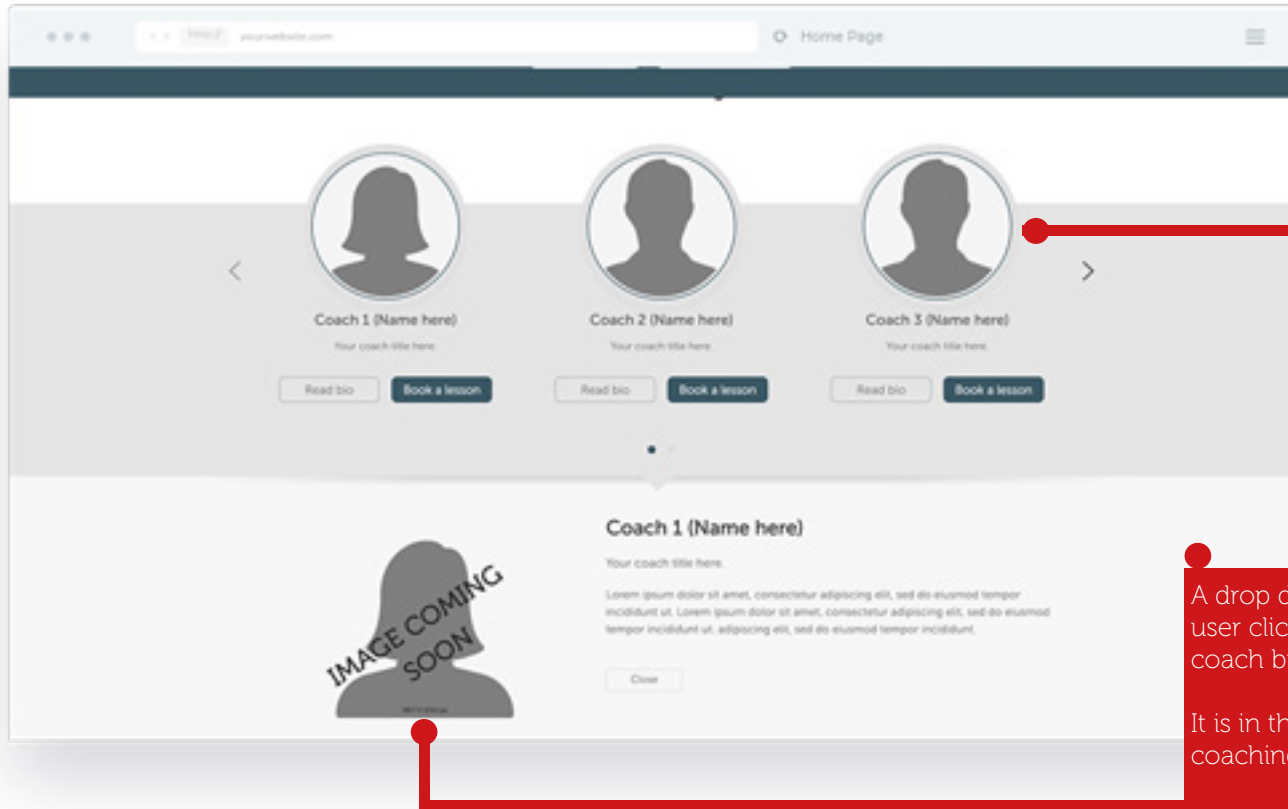 http:// yourwebsite.com
Home Page
Coach 1 (Name here)
Your coach title here.
Read bio
Book a lesson
Coach 2 (Name here)
Your coach title here.
Read bio
Book a lesson
Coach 3 (Name here)
Your coach title here.
Read bio
Book a lesson
IMAGE COMING
SOON
Coach 1 (Name here)
Your coach title here.
Lorem ipsum dolor sit amet, consectetur adipiscing elit, sed do eiusmod tempor
incididunt ut. Lorem ipsum dolor sit amet, consectetur adipiscing elit, sed do eiusmod
tempor incididunt ut. adipiscing elit, sed do eiusmod tempor incididunt.
Close
A drop
user
coach
It is in